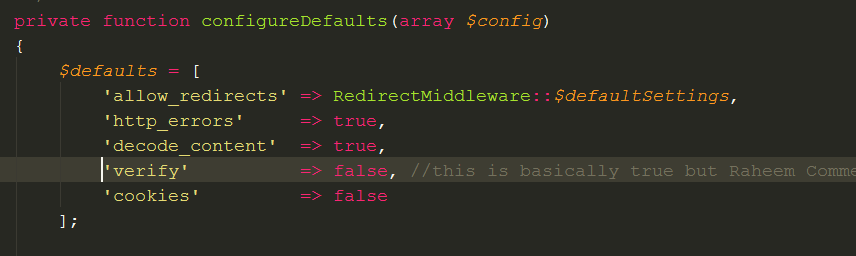 private function configureDefaults(array $config)
{
    $defaults = [
        'allow_redirects' => RedirectMiddleware::$defaultSettings,
        'http_errors'     => true,
        'decode_content'  => true,
        'verify'          => false, //this is basically true but Raheem Comme
        'cookies'         => false
    ];